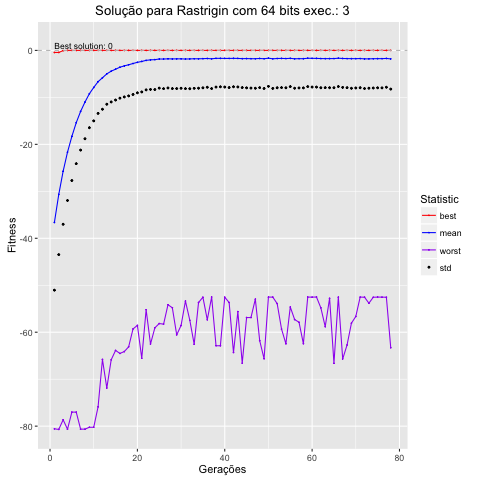 Solução para Rastrigin com 64 bits exec.: 3
Best solution: 0
0
-20
-40
-60
-80
Fitness
0
20
40
60
80
Gerações
Statistic
best
mean
worst
std